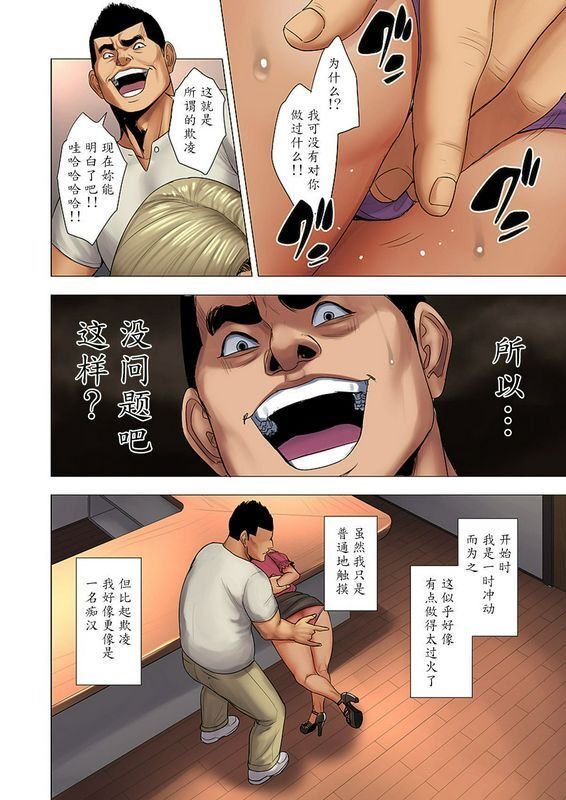 为什么!?
我可没有对你
做过什么!!
这就是
所谓的欺凌
现在妳能
明白了吧!!
哇哈哈哈哈!!
所以…
没问题吧
这样？
开始时
我是一时冲动
而为之
这似乎好像
有点做得太
过火了
虽然我只是
普通地触摸
但比起欺凌
我好像更像是
一名痴汉